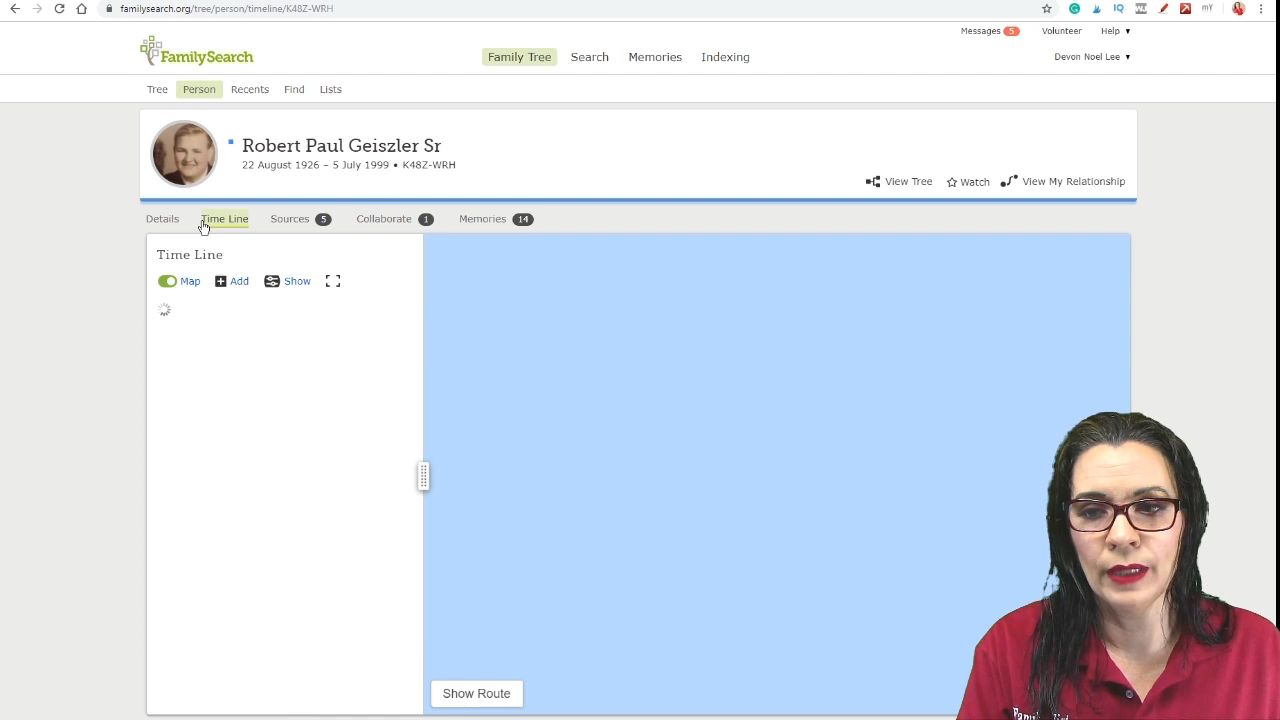 familysearch.org/tree/person/timeline/K48Z-WRH
Messages 5 Volunteer Help
FamilySearch Family Tree Search Memories Indexing Devon Noel Lee
Tree Person Recents Find Lists
Robert Paul Geiszler Sr
22 August 1926 – 5 July 1999 • K48Z-WRH
View Tree Watch View My Relationship
Details Time Line Sources 5 Collaborate 1 Memories 14
Time Line
Map Add Show
Show Route